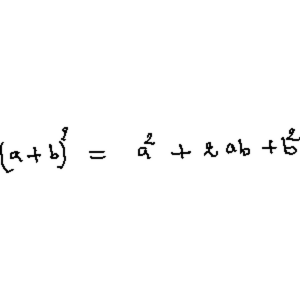 (a+b)² = a² + 2ab + b²